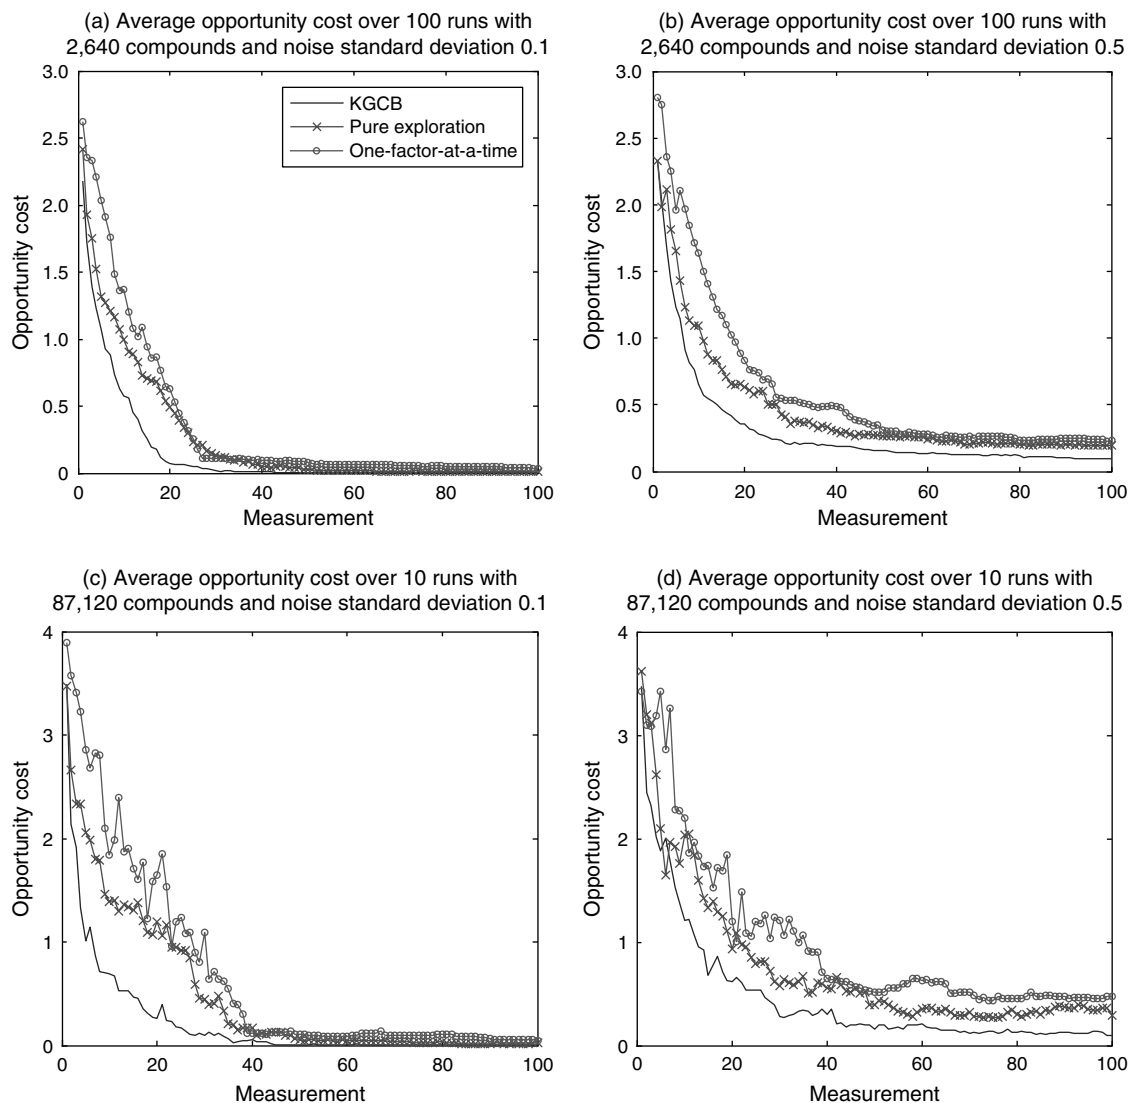 (a) Average opportunity cost over 100 runs with
2,640 compounds and noise standard deviation 0.1
3.0
2.5
2.0
1.5
1.0
0.5
0
Opportunity cost
KGCB
Pure exploration
One-factor-at-a-time
0 20 40 60 80 100
Measurement
(b) Average opportunity cost over 100 runs with
2,640 compounds and noise standard deviation 0.5
3.0
2.5
2.0
1.5
1.0
0.5
0
Opportunity cost
0 20 40 60 80 100
Measurement
(c) Average opportunity cost over 10 runs with
87,120 compounds and noise standard deviation 0.1
4
3
2
1
0
Opportunity cost
0 20 40 60 80 100
Measurement
(d) Average opportunity cost over 10 runs with
87,120 compounds and noise standard deviation 0.5
4
3
2
1
0
Opportunity cost
0 20 40 60 80 100
Measurement